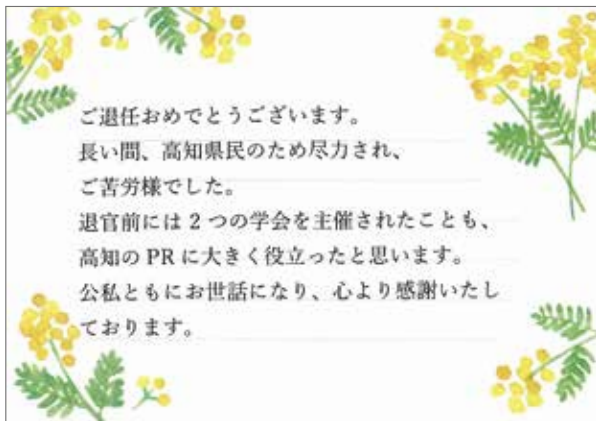 ご退任おめでとうございます。
長い間、高知県民のため尽力され、
ご苦労様でした。
退官前には 2 つの学会を主催されたことも、
高知の PR に大きく役立ったと思います。
公私ともにお世話になり、心より感謝いたし
ております。